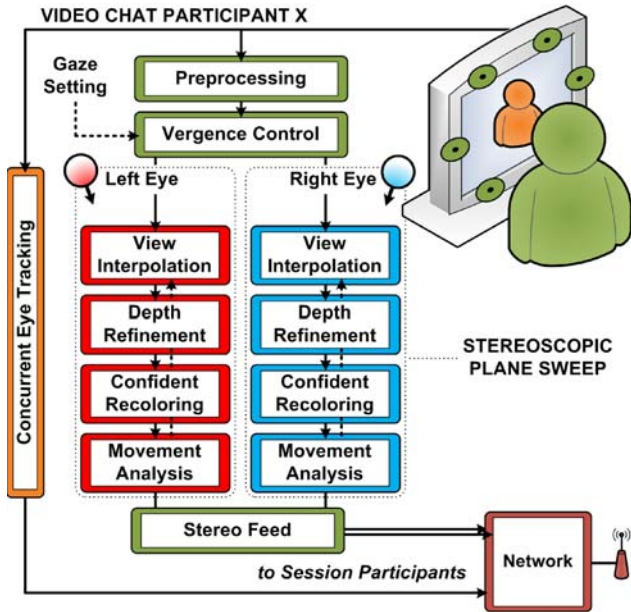 VIDEO CHAT PARTICIPANT X
Gaze
Setting
Preprocessing
Vergence Control
Left Eye
Right Eye
View
Interpolation
Depth
Refinement
Confident
Recoloring
Movement
Analysis
View
Interpolation
Depth
Refinement
Confident
Recoloring
Movement
Analysis
Concurrent Eye Tracking
STEREOSCOPIC
PLANE SWEEP
Stereo Feed
Network
to Session Participants